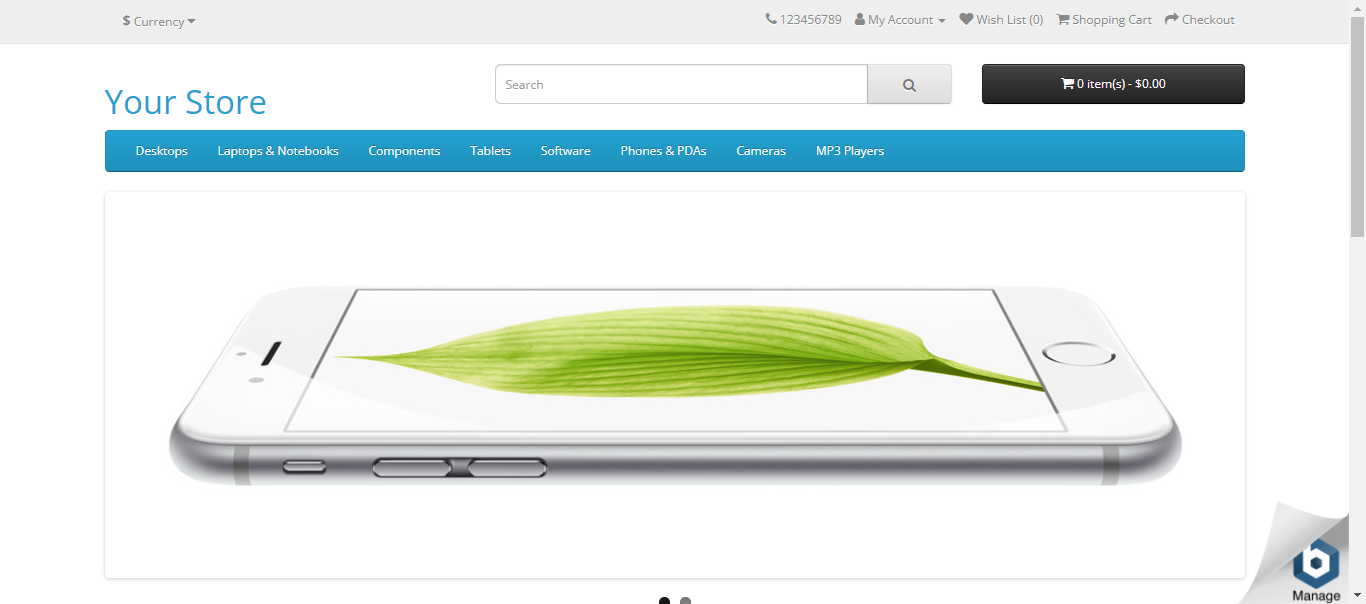 $ Currency
123456789 My Account Wish List (0) Shopping Cart Checkout
Your Store
Search
0 item(s) - $0.00
Desktops Laptops & Notebooks Components Tablets Software Phones & PDAs Cameras MP3 Players
b
Manage